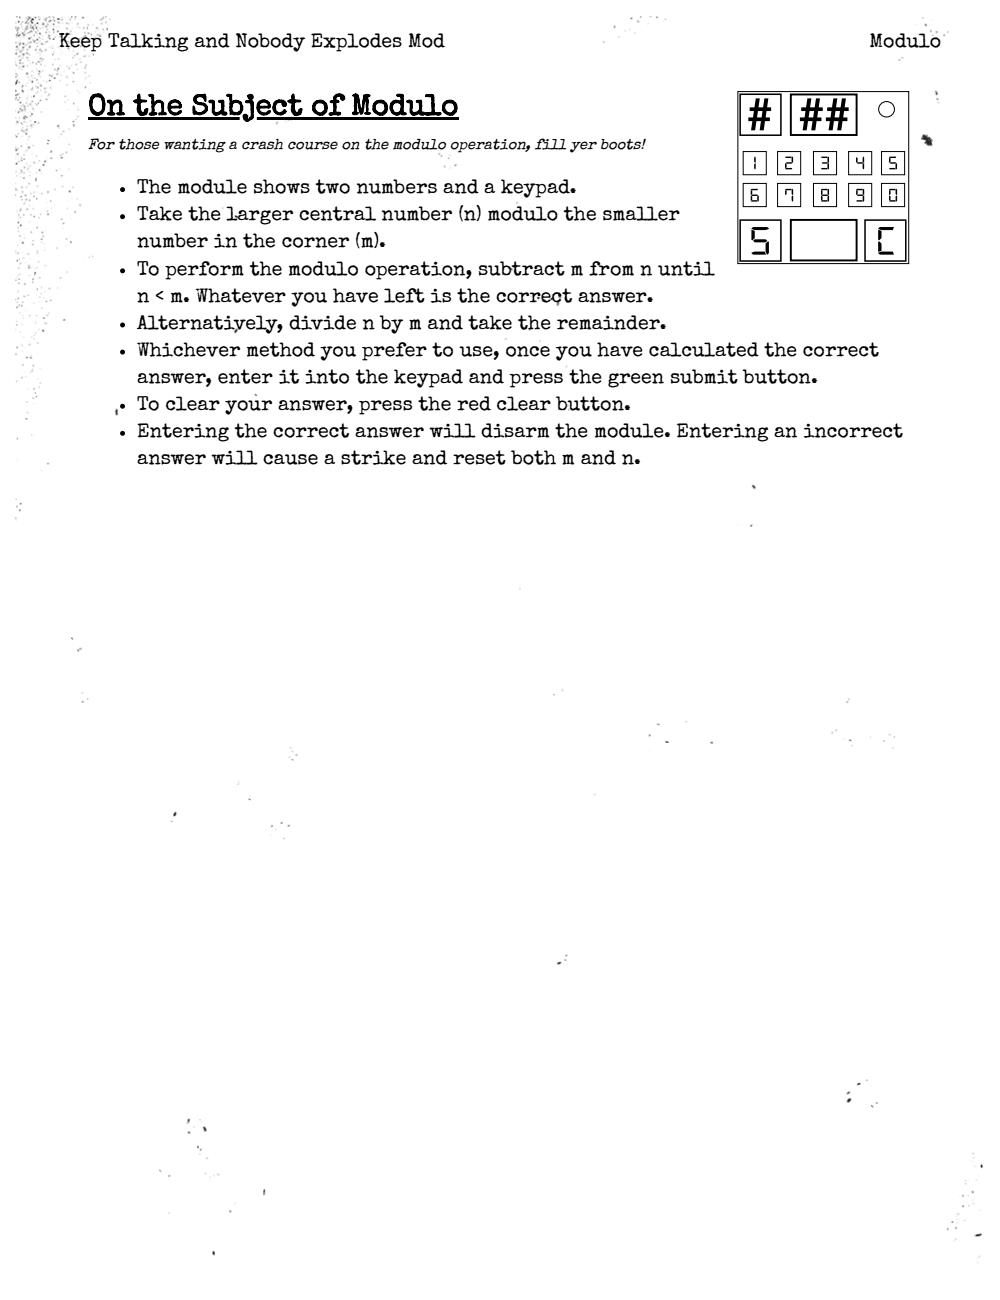 Keep Talking and Nobody Explodes Mod
Modulo
On the Subject of Modulo
For those wanting a crash course on the modulo operation, fill yer boots!
# ##
1 2 3 4 5
6 7 8 9 0
S C
• The module shows two numbers and a keypad.
• Take the larger central number (n) modulo the smaller
number in the corner (m).
• To perform the modulo operation, subtract m from n until
n < m. Whatever you have left is the correct answer.
• Alternatively, divide n by m and take the remainder.
• Whichever method you prefer to use, once you have calculated the correct
answer, enter it into the keypad and press the green submit button.
• To clear your answer, press the red clear button.
• Entering the correct answer will disarm the module. Entering an incorrect
answer will cause a strike and reset both m and n.